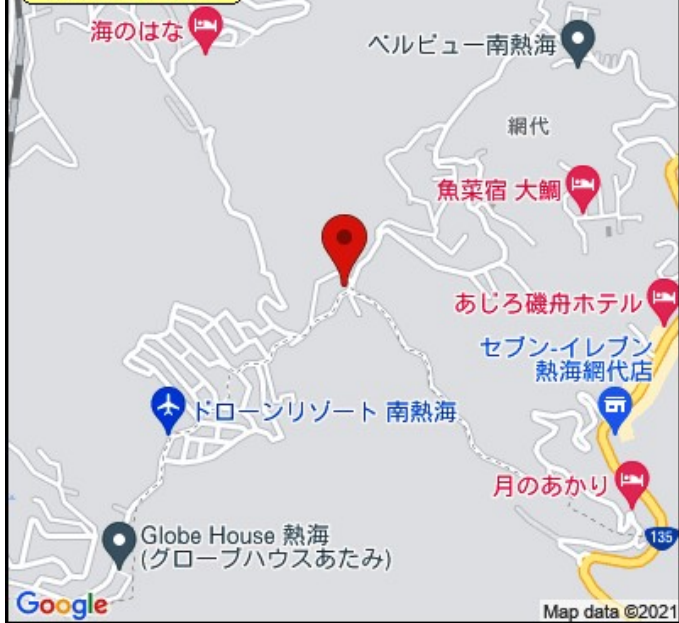 海のはな
ベルビュー南熱海
網代
魚菜宿 大鯛
あじろ磯舟ホテル
セブン-イレブン
熱海網代店
ドローンリゾート 南熱海
月のあかり
135
Globe House 熱海
(グローブハウスあたみ)
Google
Map data ©2021